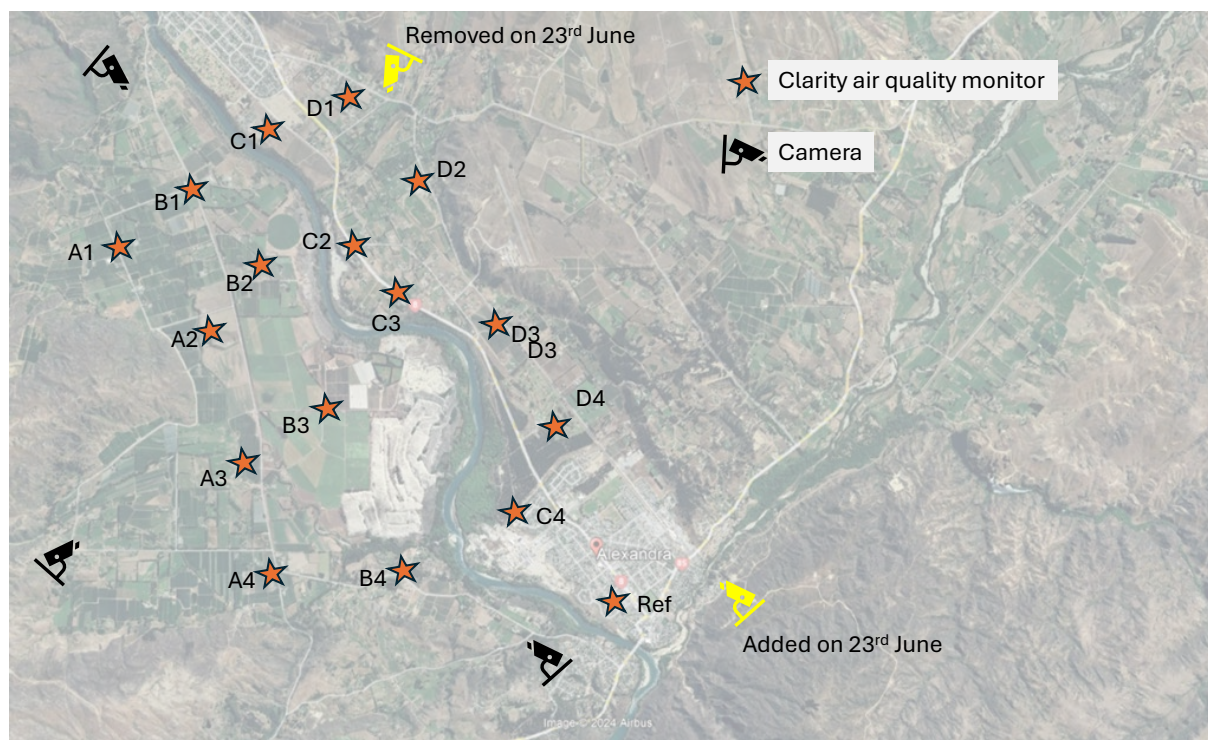 Removed on 23rd June
Clarity air quality monitor
D1
C1
Camera
D2
B1
C2
A1
B2
C3
D3
A2
D3
D4
B3
A3
C4
Alexandra
A4
B4
Ref
Added on 23rd June
Image © 2024 Airbus